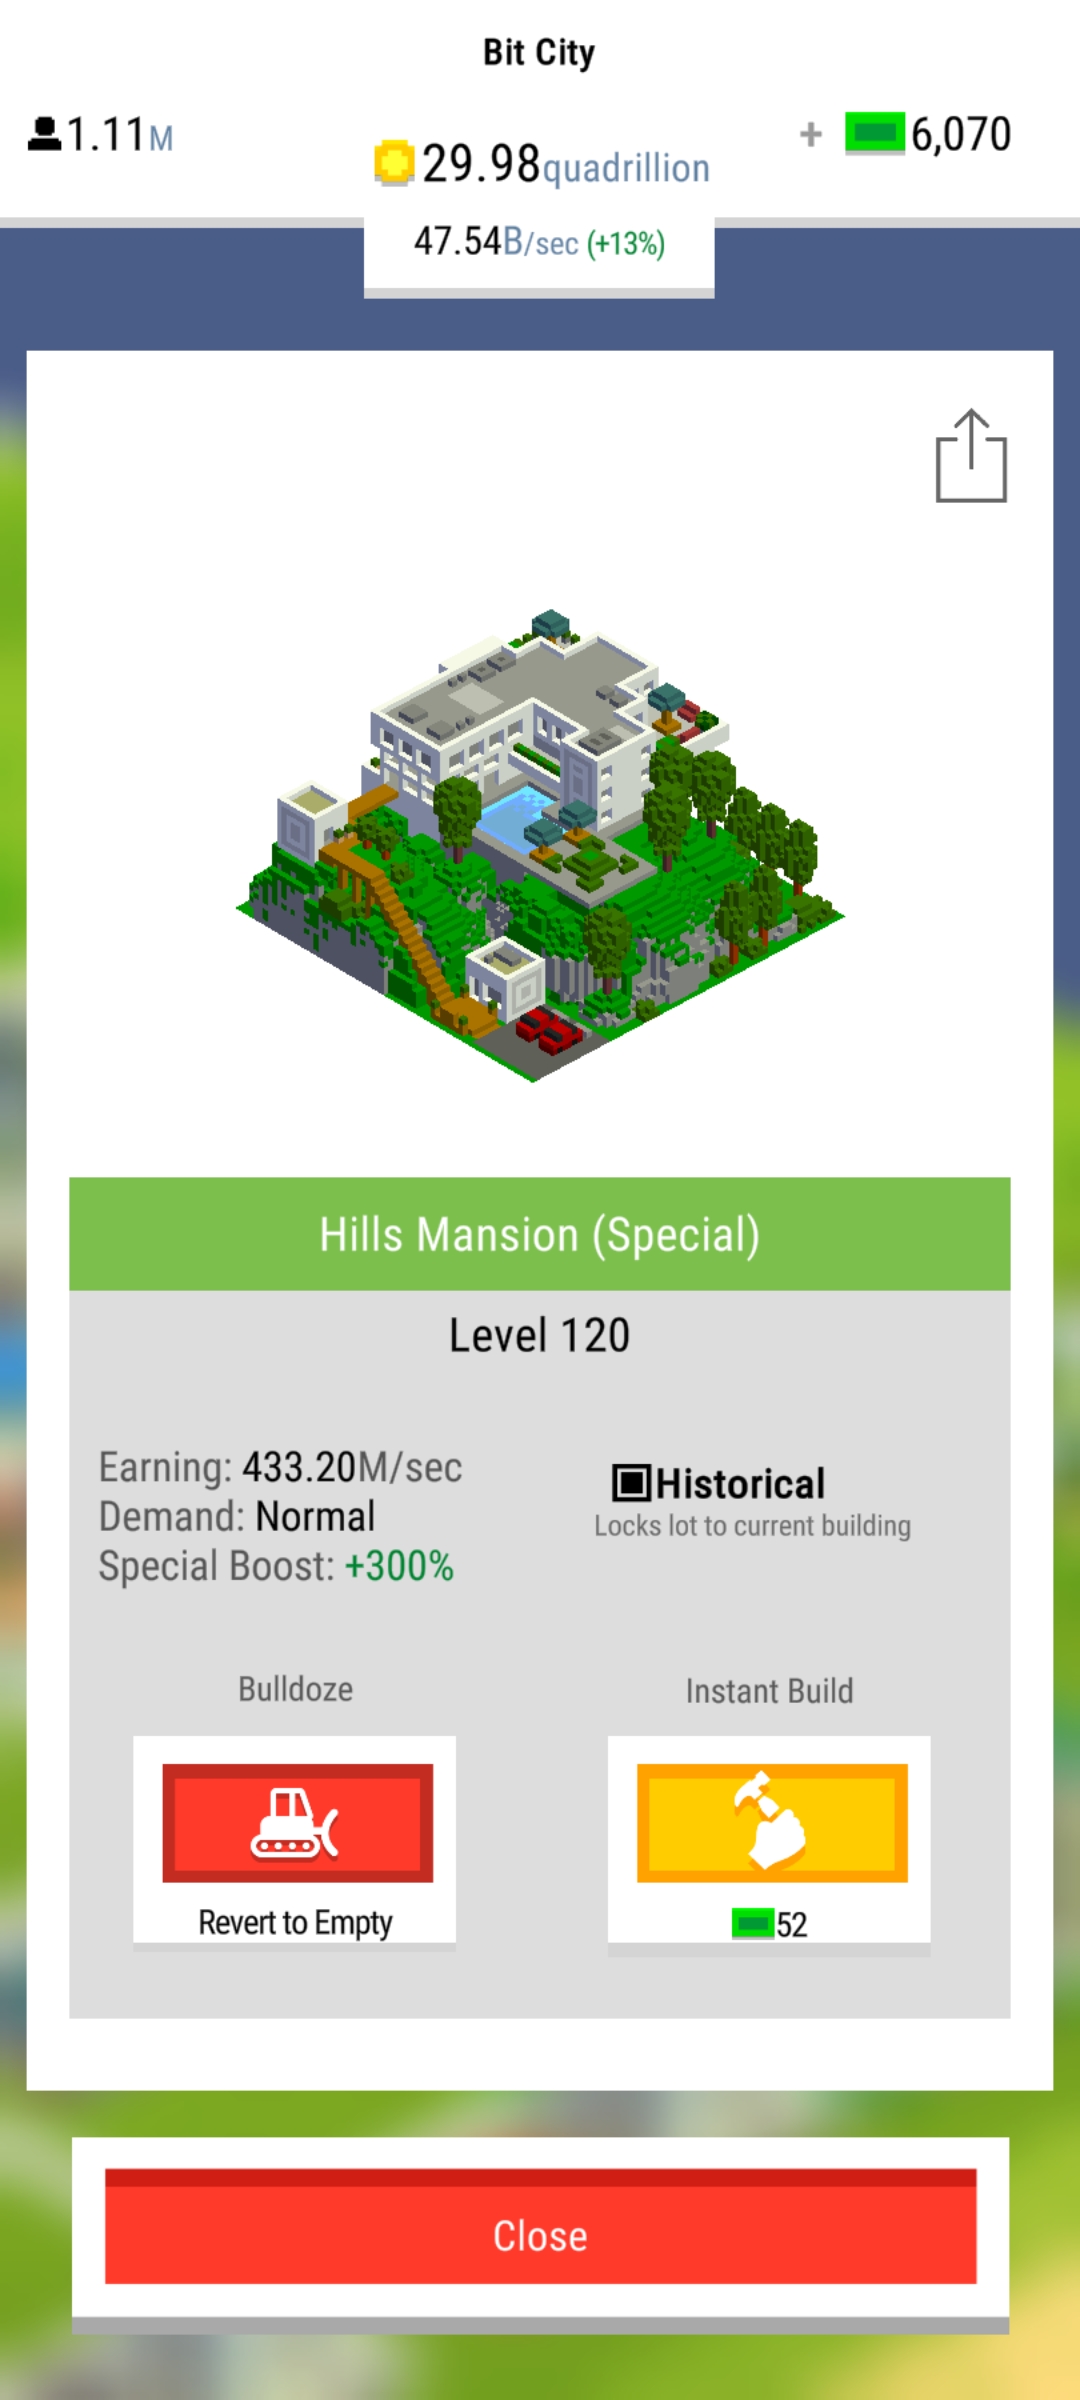 Bit City
1.11M
29.98quadrillion
+ 6,070
47.54B/sec (+13%)
Hills Mansion (Special)
Level 120
Earning: 433.20M/sec
Demand: Normal
Special Boost: +300%
Historical
Locks lot to current building
Bulldoze
Revert to Empty
Instant Build
52
Close